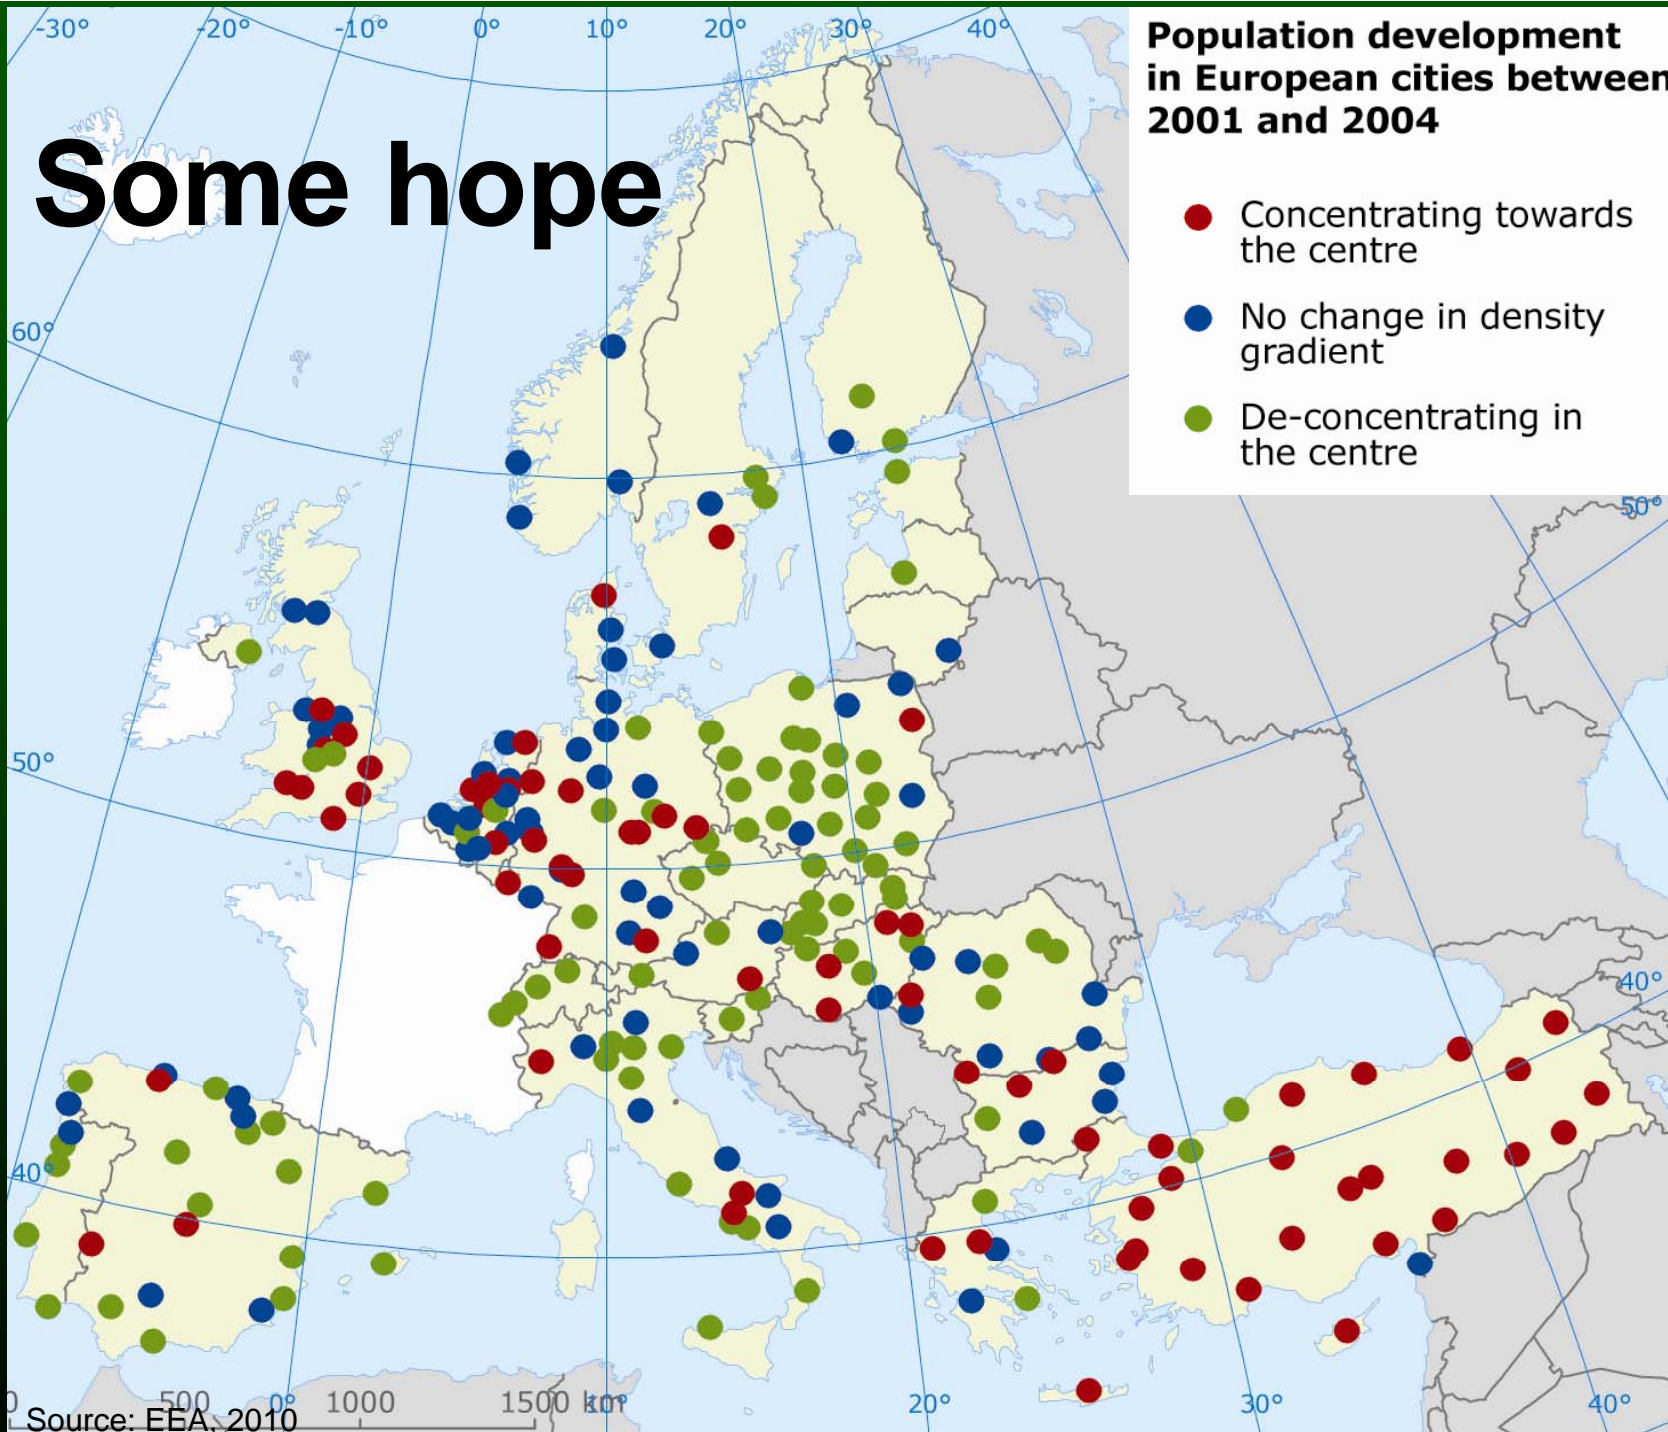 -30°
-20°
-10°
0°
10°
20°
30°
40°
Population development
in European cities between
2001 and 2004
Some hope
Concentrating towards
the centre
No change in density
gradient
De-concentrating in
the centre
60°
50°
50°
40°
40°
0
500
0°
1000
1500 km
10°
20°
30°
40°
Source: EEA, 2010